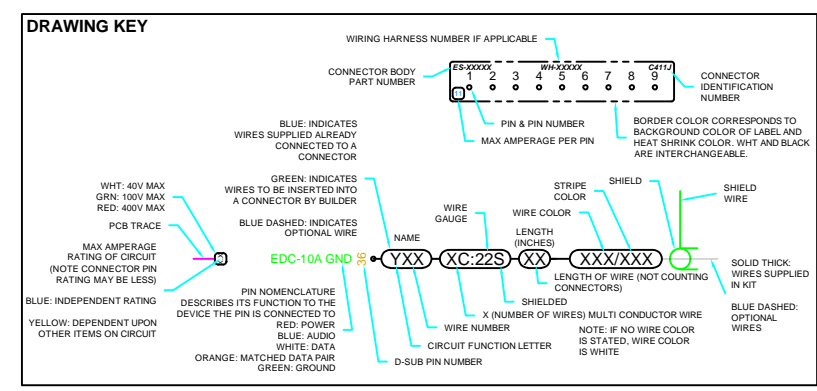 DRAWING KEY
WIRING HARNESS NUMBER IF APPLICABLE
CONNECTOR BODY
PART NUMBER
ES-XXXXX WH-XXXXX C411J
1 2 3 4 5 6 7 8 9
11
CONNECTOR
IDENTIFICATION
NUMBER
PIN & PIN NUMBER
MAX AMPERAGE PER PIN
BORDER COLOR CORRESPONDS TO
BACKGROUND COLOR OF LABEL AND
HEAT SHRINK COLOR. WHT AND BLACK
ARE INTERCHANGEABLE.
BLUE: INDICATES
WIRES SUPPLIED ALREADY
CONNECTED TO A
CONNECTOR
GREEN: INDICATES
WIRES TO BE INSERTED INTO
A CONNECTOR BY BUILDER
BLUE DASHED: INDICATES
OPTIONAL WIRE
WHT: 40V MAX
GRN: 100V MAX
RED: 400V MAX
PCB TRACE
MAX AMPERAGE
RATING OF CIRCUIT
(NOTE CONNECTOR PIN
RATING MAY BE LESS)
BLUE: INDEPENDENT RATING
YELLOW: DEPENDENT UPON
OTHER ITEMS ON CIRCUIT
NAME
WIRE
GAUGE
WIRE COLOR
LENGTH
(INCHES)
STRIPE
COLOR
SHIELD
SHIELD
WIRE
EDC-10A GND 36 YXX XC:22S XX XXX/XXX
LENGTH OF WIRE (NOT COUNTING
CONNECTORS)
SHIELDED
X (NUMBER OF WIRES) MULTI CONDUCTOR WIRE
WIRE NUMBER
CIRCUIT FUNCTION LETTER
D-SUB PIN NUMBER
NOTE: IF NO WIRE COLOR
IS STATED, WIRE COLOR
IS WHITE
SOLID THICK:
WIRES SUPPLIED
IN KIT
BLUE DASHED:
OPTIONAL
WIRES
PIN NOMENCLATURE
DESCRIBES ITS FUNCTION TO THE
DEVICE THE PIN IS CONNECTED TO
RED: POWER
BLUE: AUDIO
WHITE: DATA
ORANGE: MATCHED DATA PAIR
GREEN: GROUND